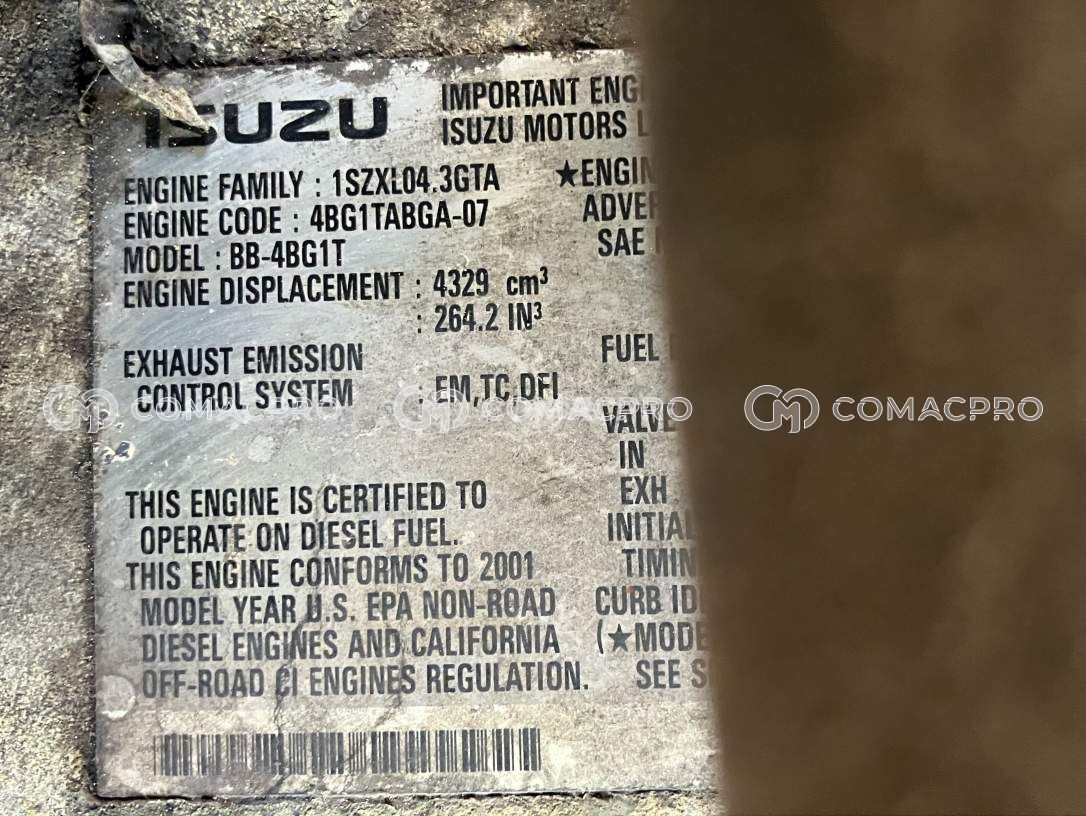 ISUZU
IMPORTANT ENGI
ISUZU MOTORS L
ENGINE FAMILY : 1SZXL04.3GTA
ENGINE CODE : 4BG1TABGA-07
MODEL : BB-4BG1T
ENGINE DISPLACEMENT : 4329 cm³
: 264.2 IN³
EXHAUST EMISSION
CONTROL SYSTEM : EM,TC,DFI
THIS ENGINE IS CERTIFIED TO
OPERATE ON DIESEL FUEL.
THIS ENGINE CONFORMS TO 2001
MODEL YEAR U.S. EPA NON-ROAD
DIESEL ENGINES AND CALIFORNIA
OFF-ROAD CI ENGINES REGULATION.
★ENGIN
ADVE
SAE
FUEL
VALVE
IN
EXH
INITIAL
TIMIN
CURB ID
(★MODE
SEE S
COMACPRO
COMACPRO
COMACPRO